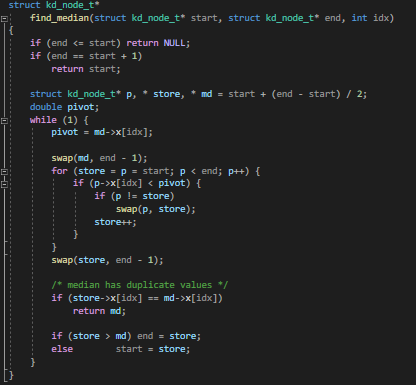 struct kd_node_t*
find_median(struct kd_node_t* start, struct kd_node_t* end, int idx)
{
if (end <= start) return NULL;
if (end == start + 1)
return start;
struct kd_node_t* p, * store, * md = start + (end - start) / 2;
double pivot;
while (1) {
pivot = md->x[idx];
swap(md, end - 1);
for (store = p = start; p < end; p++) {
if (p->x[idx] < pivot) {
if (p != store)
swap(p, store);
store++;
}
}
swap(store, end - 1);
/* median has duplicate values */
if (store->x[idx] == md->x[idx])
return md;
if (store > md) end = store;
else        start = store;
}
}